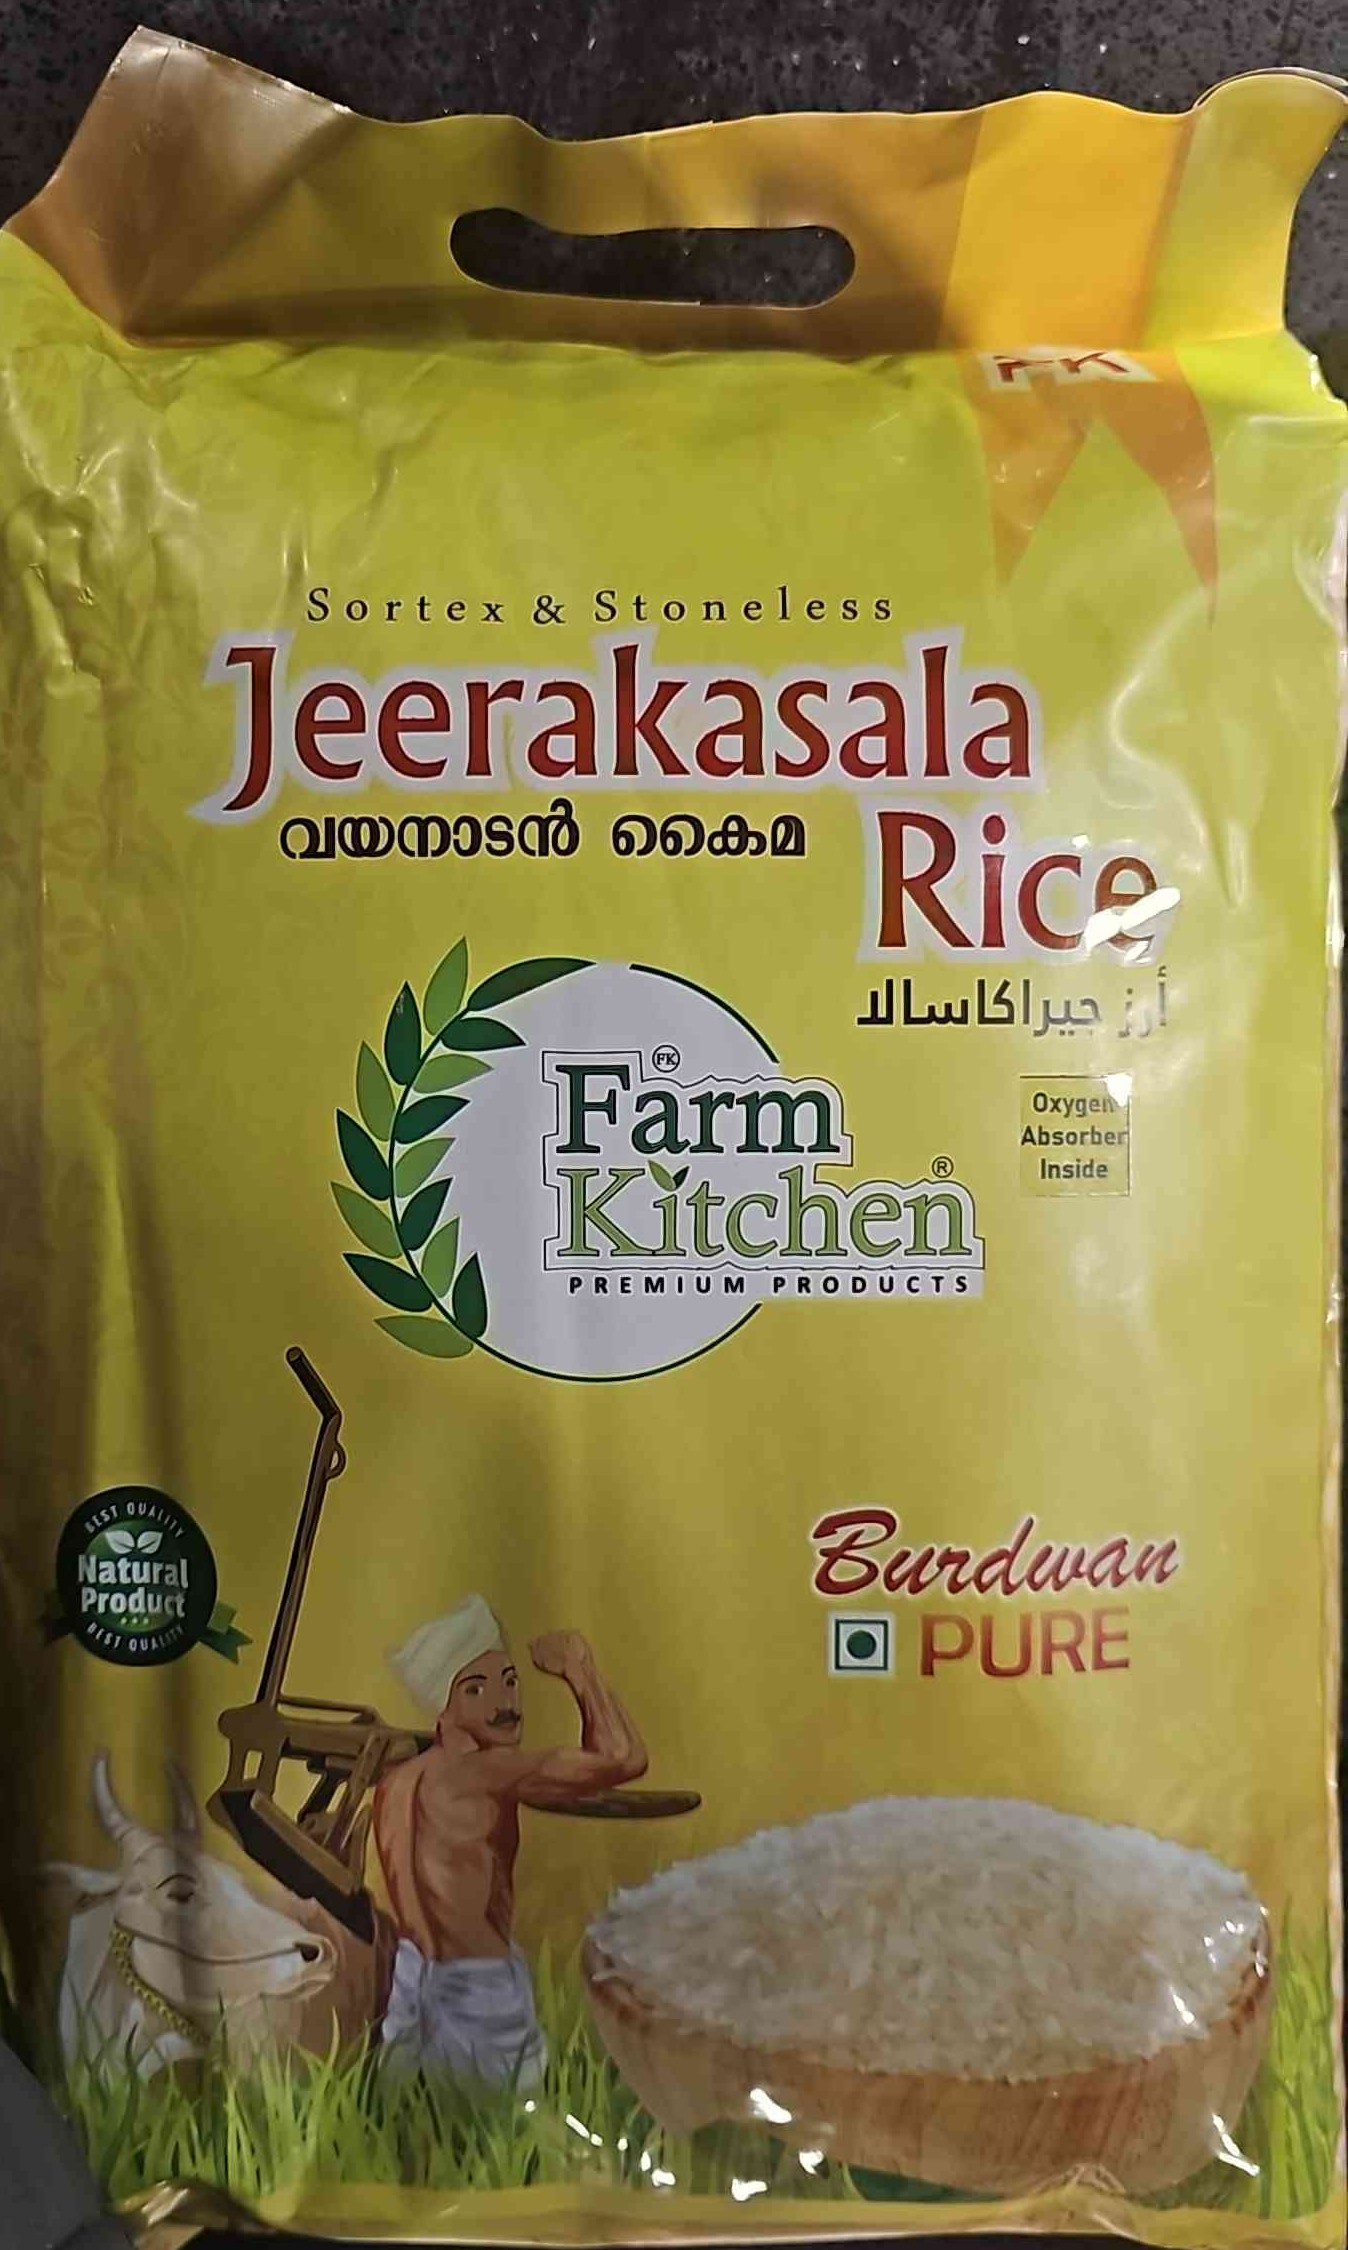 FK
Sortex & Stoneless
Jeerakasala
വയനാടൻ കൈമ
Rice
أرز جيراكاسالا
FK
Farm
Kitchen®
PREMIUM PRODUCTS
Oxygen
Absorber
Inside
BEST QUALITY
Natural
Product
BEST QUALITY
Burdwan
PURE